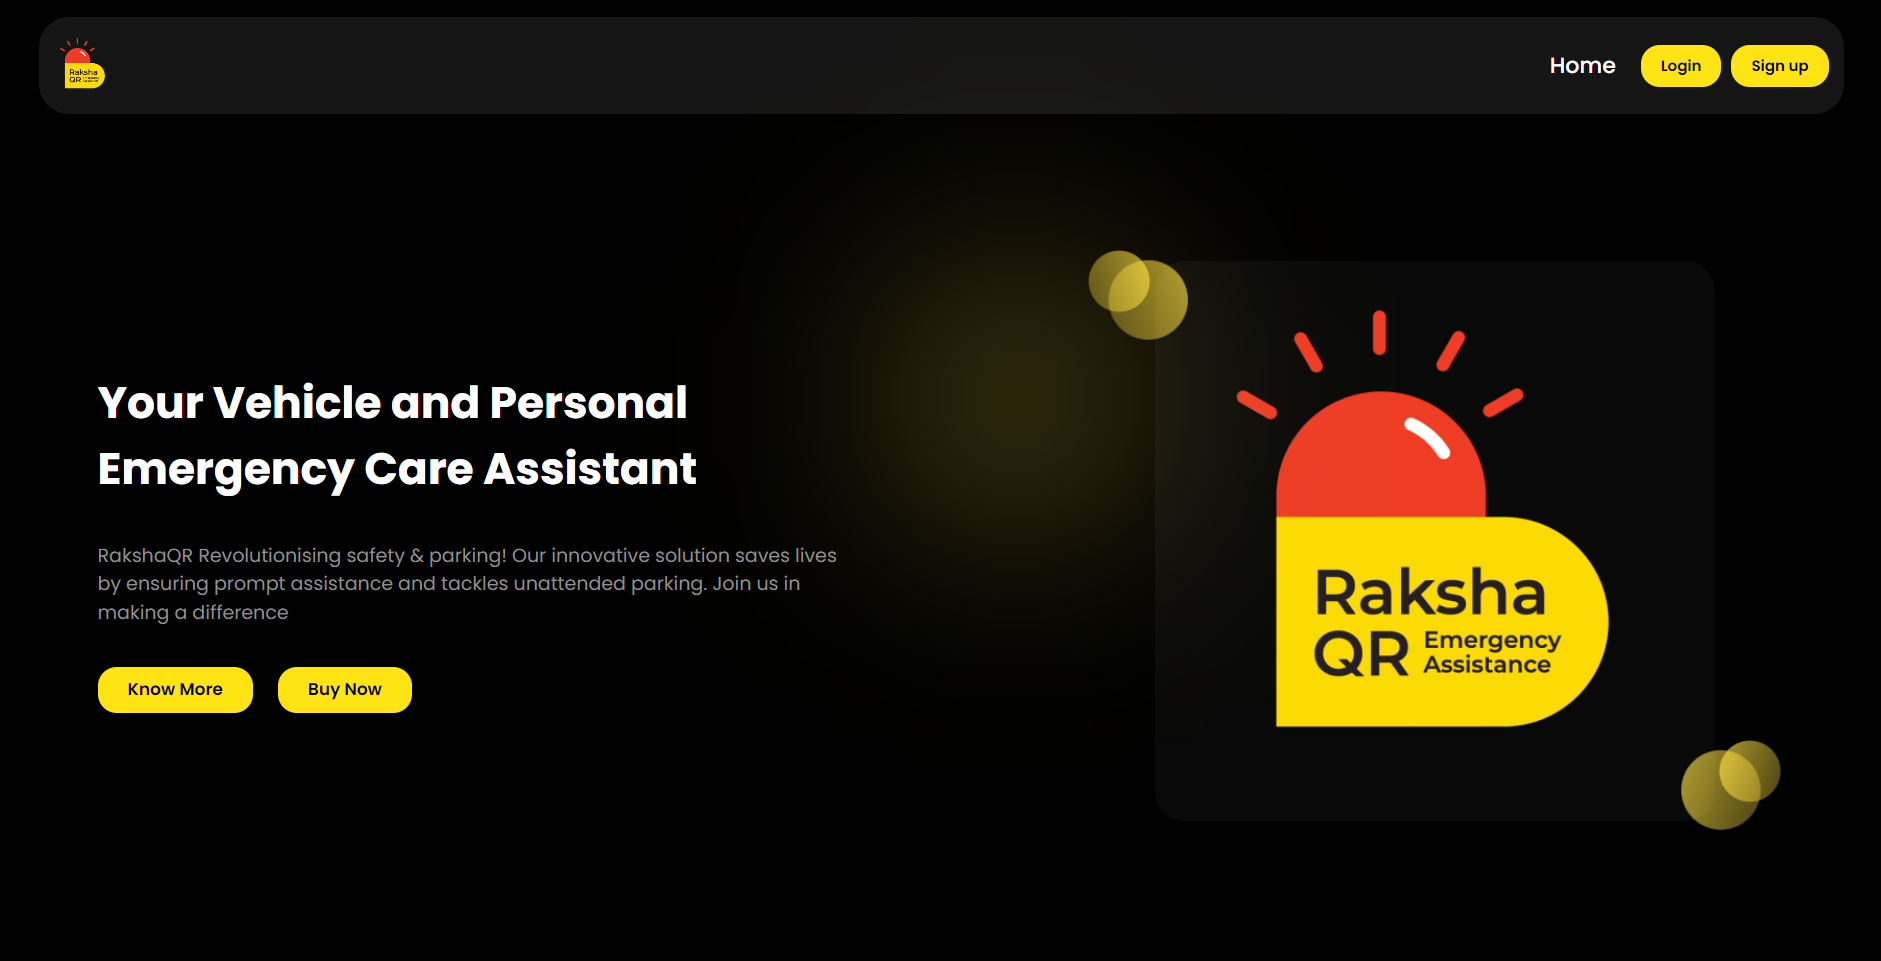 Raksha
QR
Home
Login
Sign up
Your Vehicle and Personal
Emergency Care Assistant
RakshaQR Revolutionising safety & parking! Our innovative solution saves lives
by ensuring prompt assistance and tackles unattended parking. Join us in
making a difference
Know More
Buy Now
Raksha
QR Emergency
Assistance